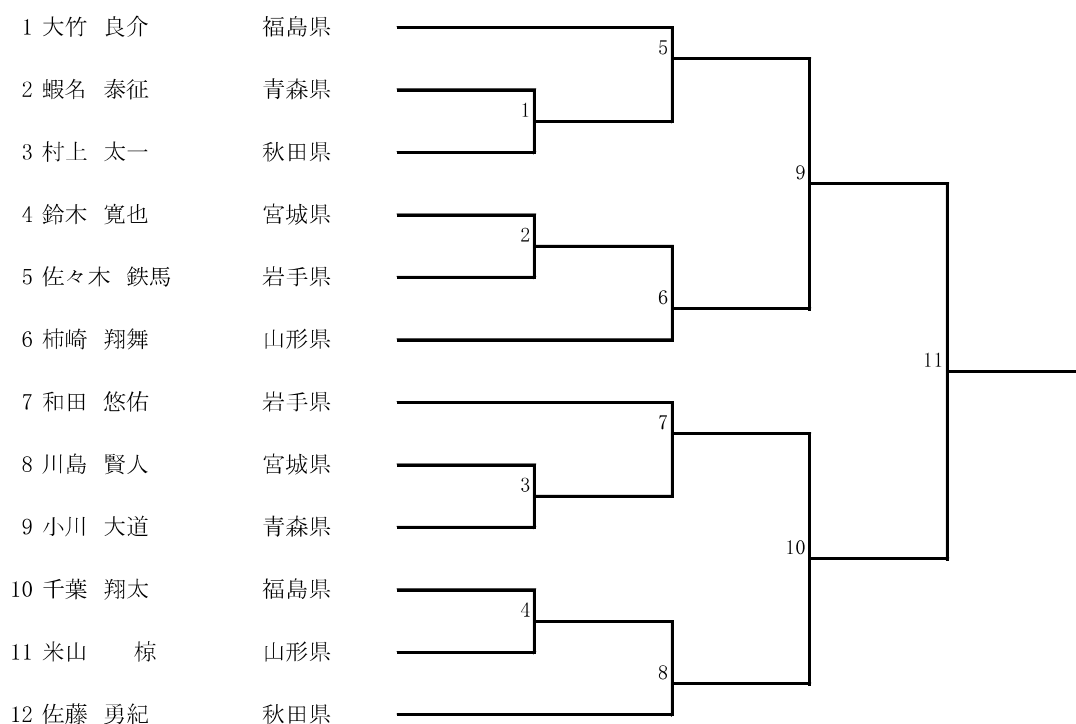 1 大竹 良介 福島県
5
2 蝦名 泰征 青森県
1
3 村上 太一 秋田県
9
4 鈴木 寛也 宮城県
2
5 佐々木 鉄馬 岩手県
6
6 柿崎 翔舞 山形県
11
7 和田 悠佑 岩手県
7
8 川島 賢人 宮城県
3
9 小川 大道 青森県
10
10 千葉 翔太 福島県
4
11 米山 椋 山形県
8
12 佐藤 勇紀 秋田県